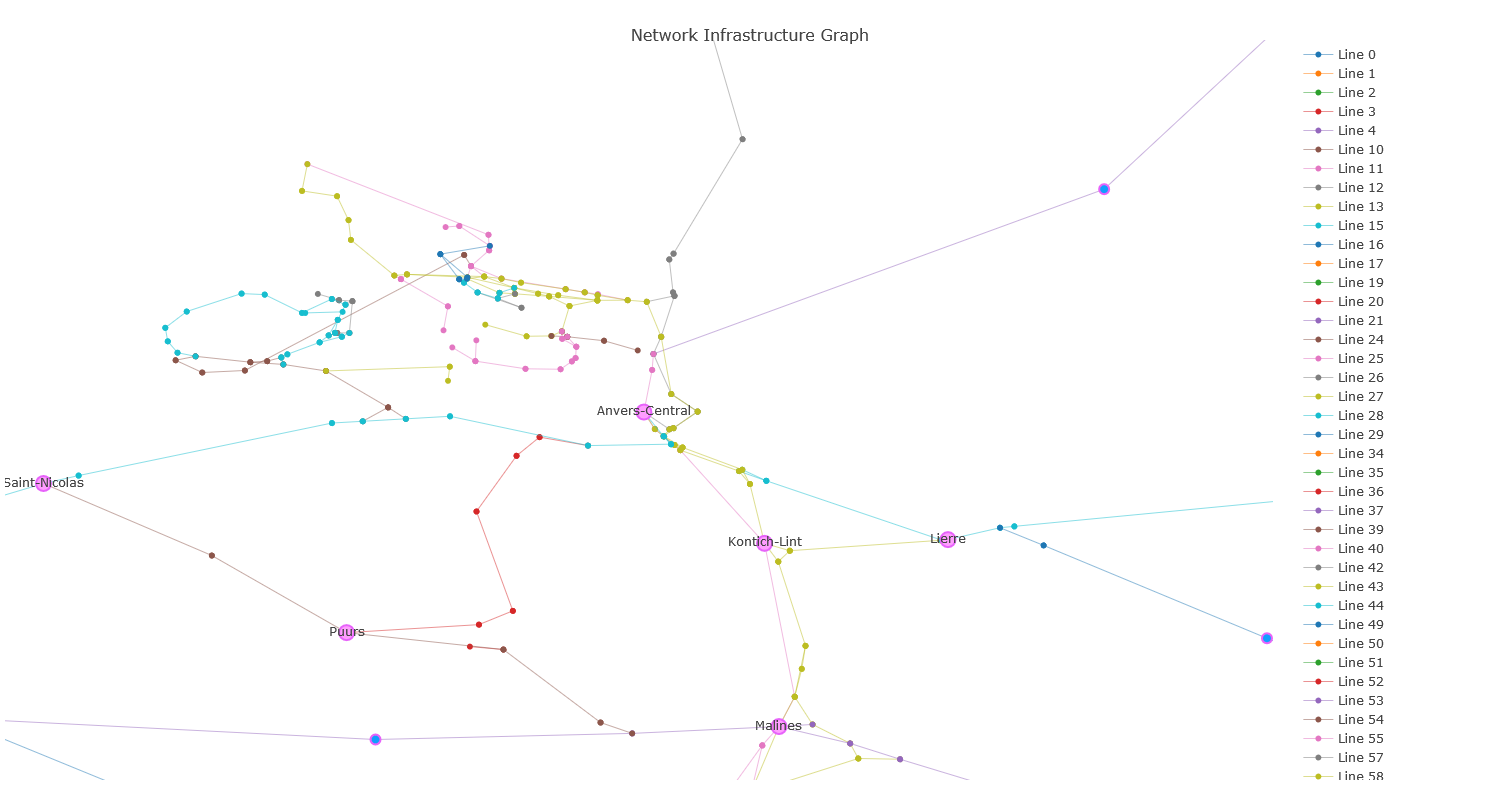 Network Infrastructure Graph
Anvers-Central
Saint-Nicolas
Kontich-Lint
Lierre
Puurs
Malines
Line 0
Line 1
Line 2
Line 3
Line 4
Line 10
Line 11
Line 12
Line 13
Line 15
Line 16
Line 17
Line 19
Line 20
Line 21
Line 24
Line 25
Line 26
Line 27
Line 28
Line 29
Line 34
Line 35
Line 36
Line 37
Line 39
Line 40
Line 42
Line 43
Line 44
Line 49
Line 50
Line 51
Line 52
Line 53
Line 54
Line 55
Line 57
Line 58